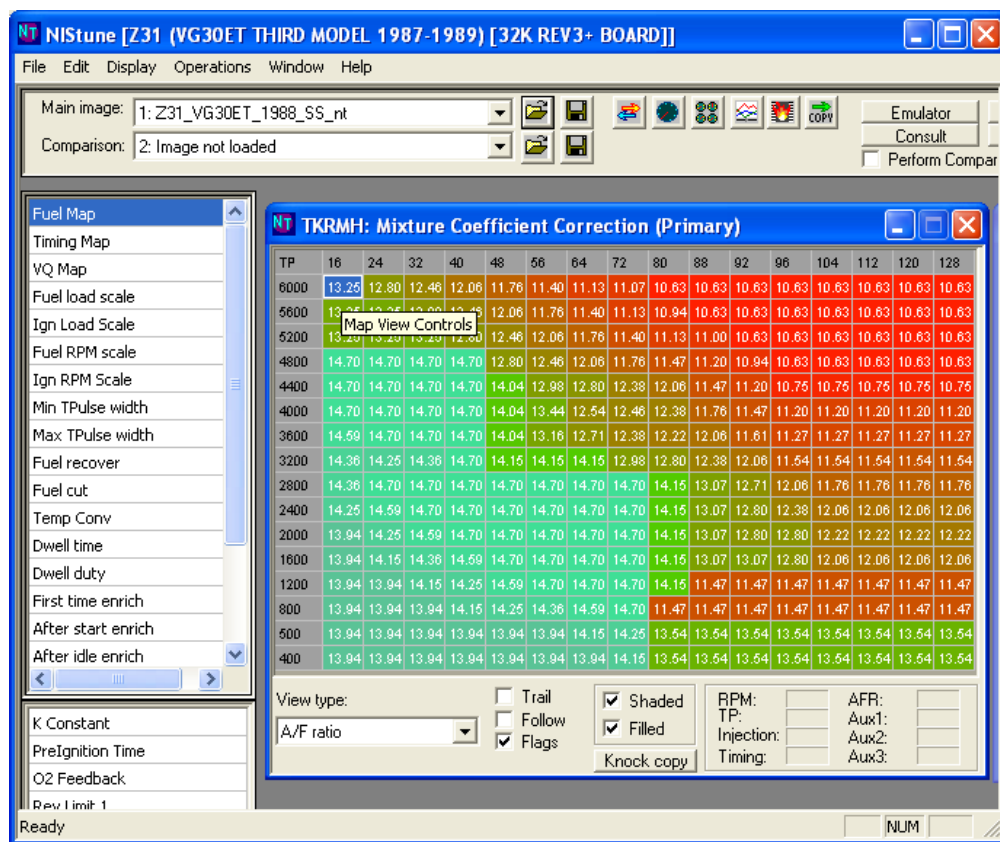 NIStune [Z31 (VG30ET THIRD MODEL 1987-1989) [32K REV3+ BOARD]]
File Edit Display Operations Window Help
Main image: 1: Z31_VG30ET_1988_SS_nt
COPY
Emulator
Comparison: 2: Image not loaded
Consult
Perform Compar
Fuel Map
Timing Map
VQ Map
Fuel load scale
Ign Load Scale
Fuel RPM scale
Ign RPM Scale
Min TPulse width
Max TPulse width
Fuel recover
Fuel cut
Temp Conv
Dwell time
Dwell duty
First time enrich
After start enrich
After idle enrich
K Constant
PreIgnition Time
O2 Feedback
Rev Limit 1
TKRMH: Mixture Coefficient Correction (Primary)
TP 16 24 32 40 48 56 64 72 80 88 92 96 104 112 120 128
6000 13.25 12.80 12.46 12.06 11.76 11.40 11.13 11.07 10.63 10.63 10.63 10.63 10.63 10.63 10.63 10.63
5600 12.06 11.76 11.40 11.13 10.94 10.63 10.63 10.63 10.63 10.63 10.63 10.63
Map View Controls
5200 12.46 12.06 11.76 11.40 11.13 11.00 10.63 10.63 10.63 10.63 10.63 10.63
4800 14.70 14.70 14.70 14.70 12.80 12.46 12.06 11.76 11.47 11.20 10.94 10.63 10.63 10.63 10.63 10.63
4400 14.70 14.70 14.70 14.70 14.04 12.98 12.80 12.38 12.06 11.47 11.20 10.75 10.75 10.75 10.75 10.75
4000 14.70 14.70 14.70 14.70 14.04 13.44 12.54 12.46 12.38 11.76 11.47 11.20 11.20 11.20 11.20 11.20
3600 14.59 14.70 14.70 14.70 14.04 13.16 12.71 12.38 12.22 12.06 11.61 11.27 11.27 11.27 11.27 11.27
3200 14.36 14.25 14.36 14.70 14.15 14.15 14.15 12.98 12.80 12.38 12.06 11.54 11.54 11.54 11.54 11.54
2800 14.36 14.70 14.70 14.70 14.70 14.70 14.70 14.70 14.15 13.07 12.71 12.06 11.76 11.76 11.76 11.76
2400 14.25 14.59 14.70 14.70 14.70 14.70 14.70 14.70 14.15 13.07 12.80 12.38 12.06 12.06 12.06 12.06
2000 13.94 14.25 14.59 14.70 14.70 14.70 14.70 14.70 14.15 13.07 12.80 12.80 12.22 12.22 12.22 12.22
1600 13.94 14.15 14.36 14.59 14.70 14.70 14.70 14.70 14.15 13.07 13.07 12.80 12.06 12.06 12.06 12.06
1200 13.94 13.94 14.15 14.25 14.59 14.70 14.70 14.70 14.15 11.47 11.47 11.47 11.47 11.47 11.47 11.47
800 13.94 13.94 13.94 14.15 14.25 14.36 14.59 14.70 11.47 11.47 11.47 11.47 11.47 11.47 11.47 11.47
500 13.94 13.94 13.94 13.94 13.94 13.94 14.15 14.25 13.54 13.54 13.54 13.54 13.54 13.54 13.54 13.54
400 13.94 13.94 13.94 13.94 13.94 13.94 13.94 14.15 13.54 13.54 13.54 13.54 13.54 13.54 13.54 13.54
View type:
A/F ratio
Trail
Follow
Flags
Shaded
Filled
Knock copy
RPM:
TP:
Injection:
Timing:
AFR:
Aux1:
Aux2:
Aux3:
Ready
NUM